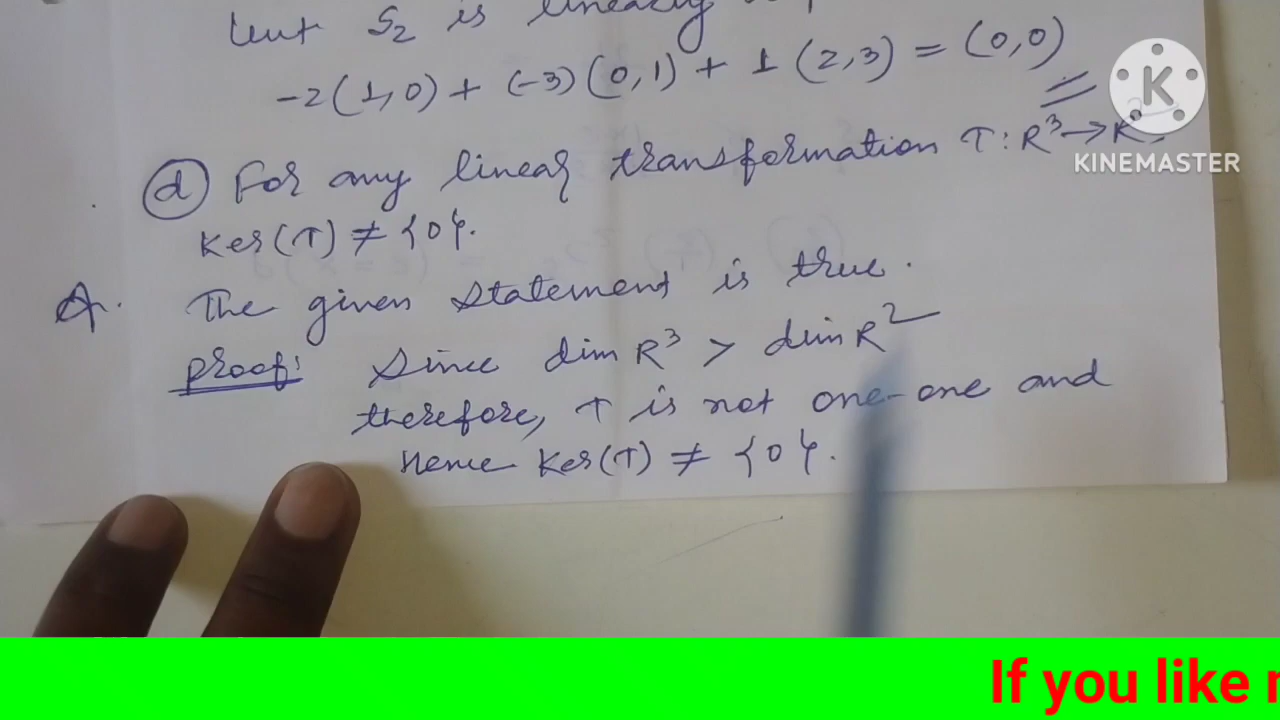 but S2 is linearly
-2(1,0) + (-3)(0,1) + 1(2,3) = (0,0)
(d) For any linear transformation T: R³→R²,
Ker(T) ≠ {0}.
A. The given statement is true.
proof: Since dim R³ > dim R²
therefore, T is not one-one and
Hence Ker(T) ≠ {0}.
K
KINEMASTER
If you like